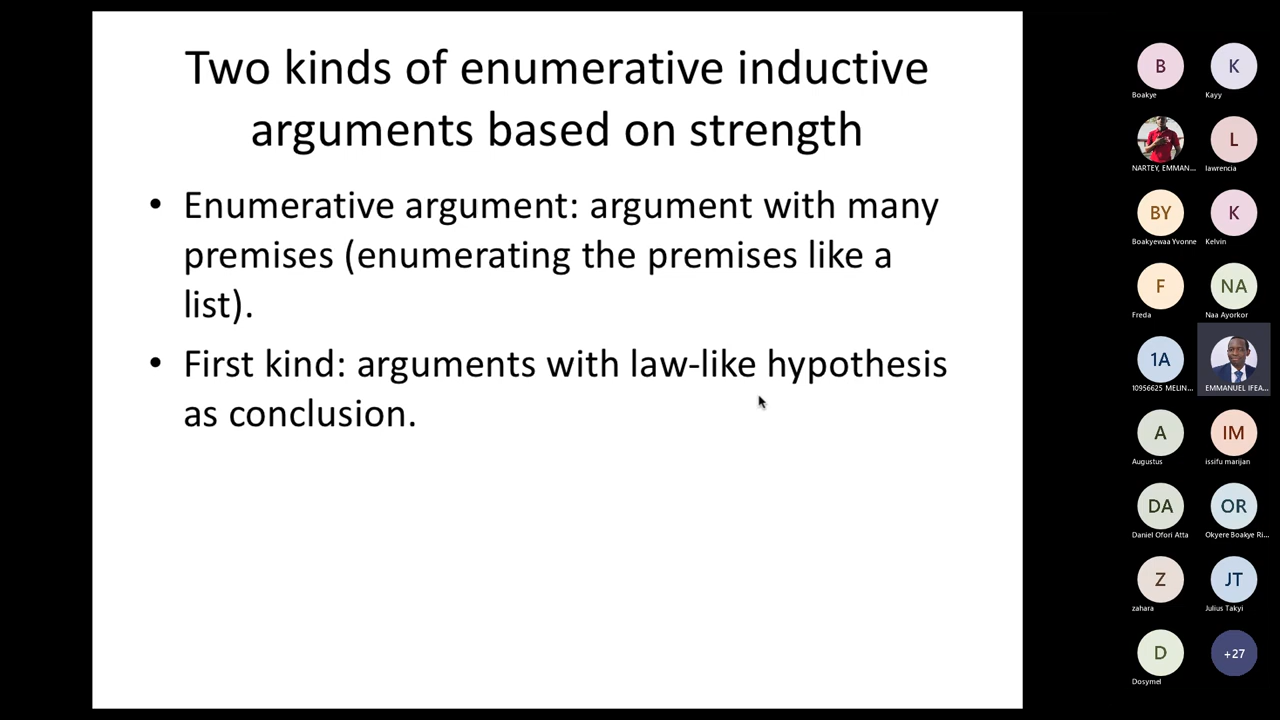 Two kinds of enumerative inductive
arguments based on strength
• Enumerative argument: argument with many
premises (enumerating the premises like a
list).
• First kind: arguments with law-like hypothesis
as conclusion.
B
Boakye
K
Kayy
NARTEY, EMMAN...
L
lawrencia
BY
Boakyewaa Yvonne
K
Kelvin
F
Freda
NA
Naa Ayorkor
1A
10956625 MELIN...
EMMANUEL IFEA...
A
Augustus
IM
issifu marijan
DA
Daniel Ofori Atta
OR
Okyere Boakye Ri...
Z
zahara
JT
Julius Takyi
D
Dosymel
+27